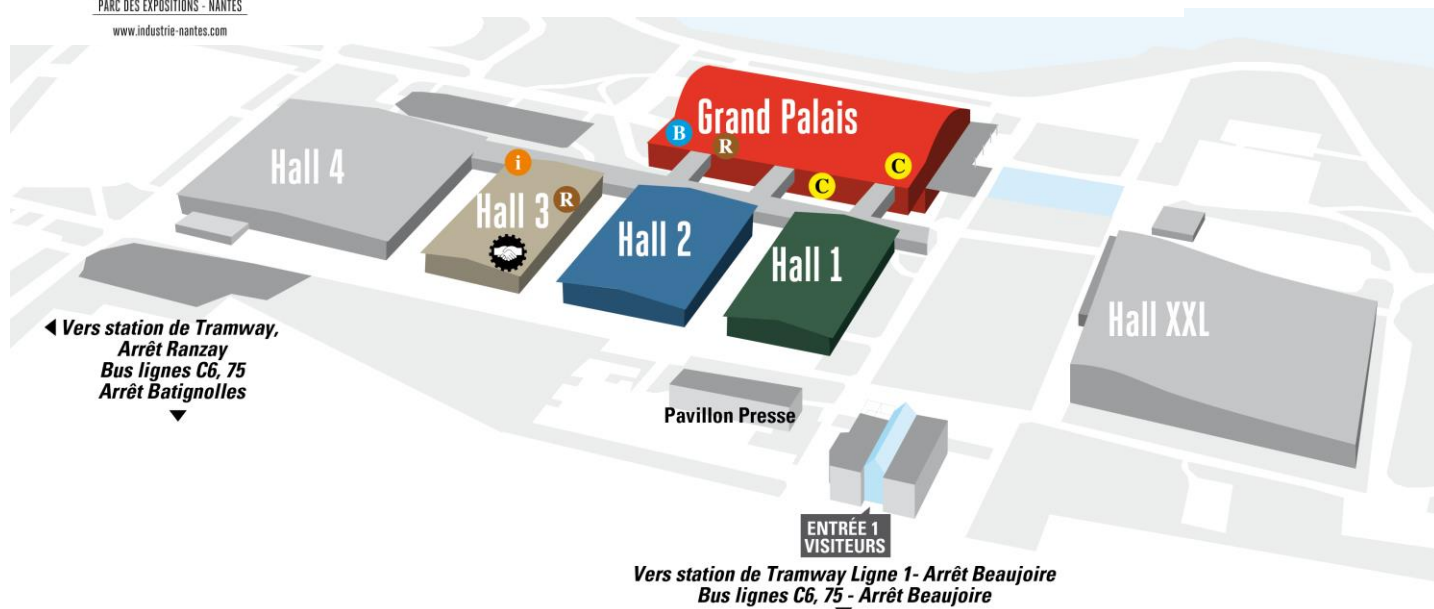 PARC DES EXPOSITIONS - NANTES
www.industrie-nantes.com
Grand Palais
B
R
C
C
Hall 4
i
Hall 3
R
Hall 2
Hall 1
Hall XXL
Vers station de Tramway,
Arrêt Ranzay
Bus lignes C6, 75
Arrêt Batignolles
Pavillon Presse
ENTRÉE 1
VISITEURS
Vers station de Tramway Ligne 1- Arrêt Beaujoire
Bus lignes C6, 75 - Arrêt Beaujoire